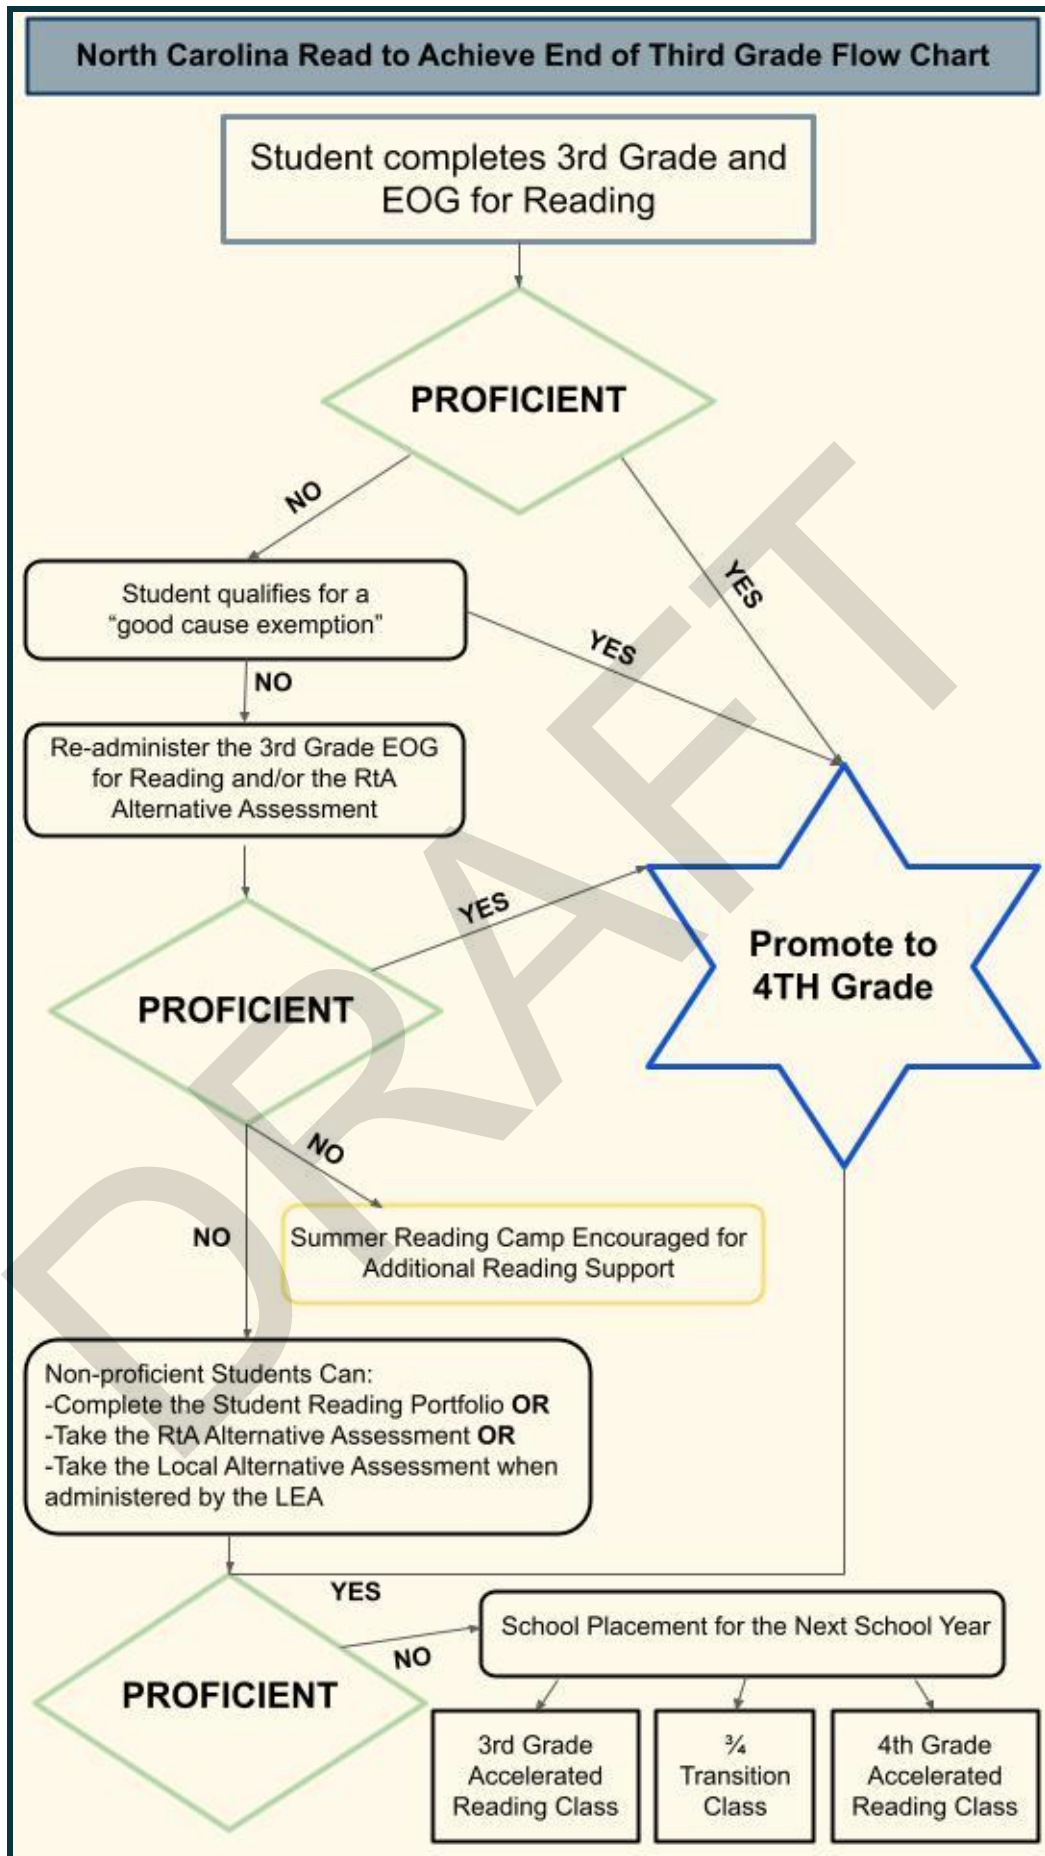 North Carolina Read to Achieve End of Third Grade Flow Chart
Student completes 3rd Grade and
EOG for Reading
PROFICIENT
NO
YES
Student qualifies for a
“good cause exemption”
YES
NO
Re-administer the 3rd Grade EOG
for Reading and/or the RtA
Alternative Assessment
YES
PROFICIENT
Promote to
4TH Grade
NO
NO
Summer Reading Camp Encouraged for
Additional Reading Support
Non-proficient Students Can:
-Complete the Student Reading Portfolio OR
-Take the RtA Alternative Assessment OR
-Take the Local Alternative Assessment when
administered by the LEA
YES
PROFICIENT
NO
School Placement for the Next School Year
3rd Grade
Accelerated
Reading Class
¾
Transition
Class
4th Grade
Accelerated
Reading Class
DRAFT